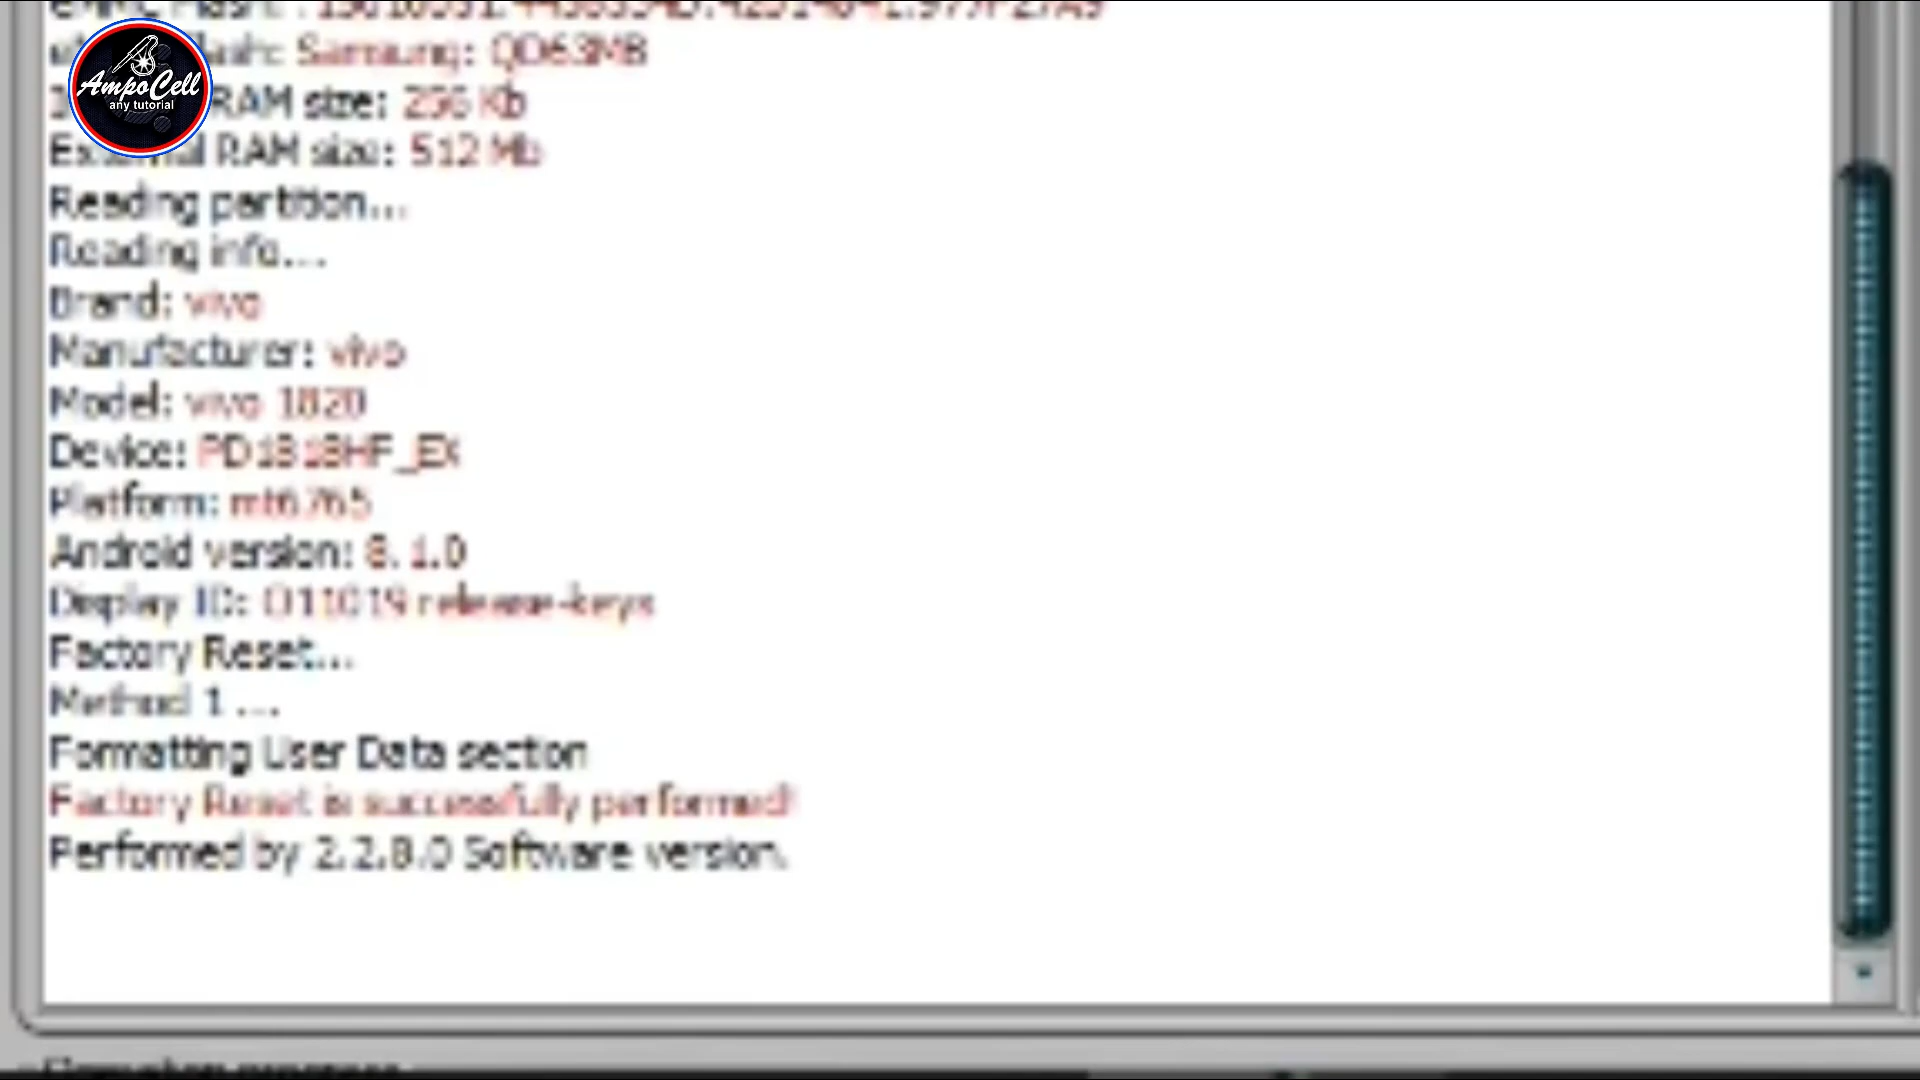 AmpoCell
any tutorial
Samsung: QD63MB
RAM size: 256 Kb
External RAM size: 512 Mb
Reading partition...
Reading info...
Brand: vivo
Manufacturer: vivo
Model: vivo 1820
Device: PD1818HF_EX
Platform: mt6765
Android version: 8.1.0
Display ID: O11019 release-keys
Factory Reset...
Method 1 ...
Formatting User Data section
Factory Reset is successfully performed!
Performed by 2.2.8.0 Software version.